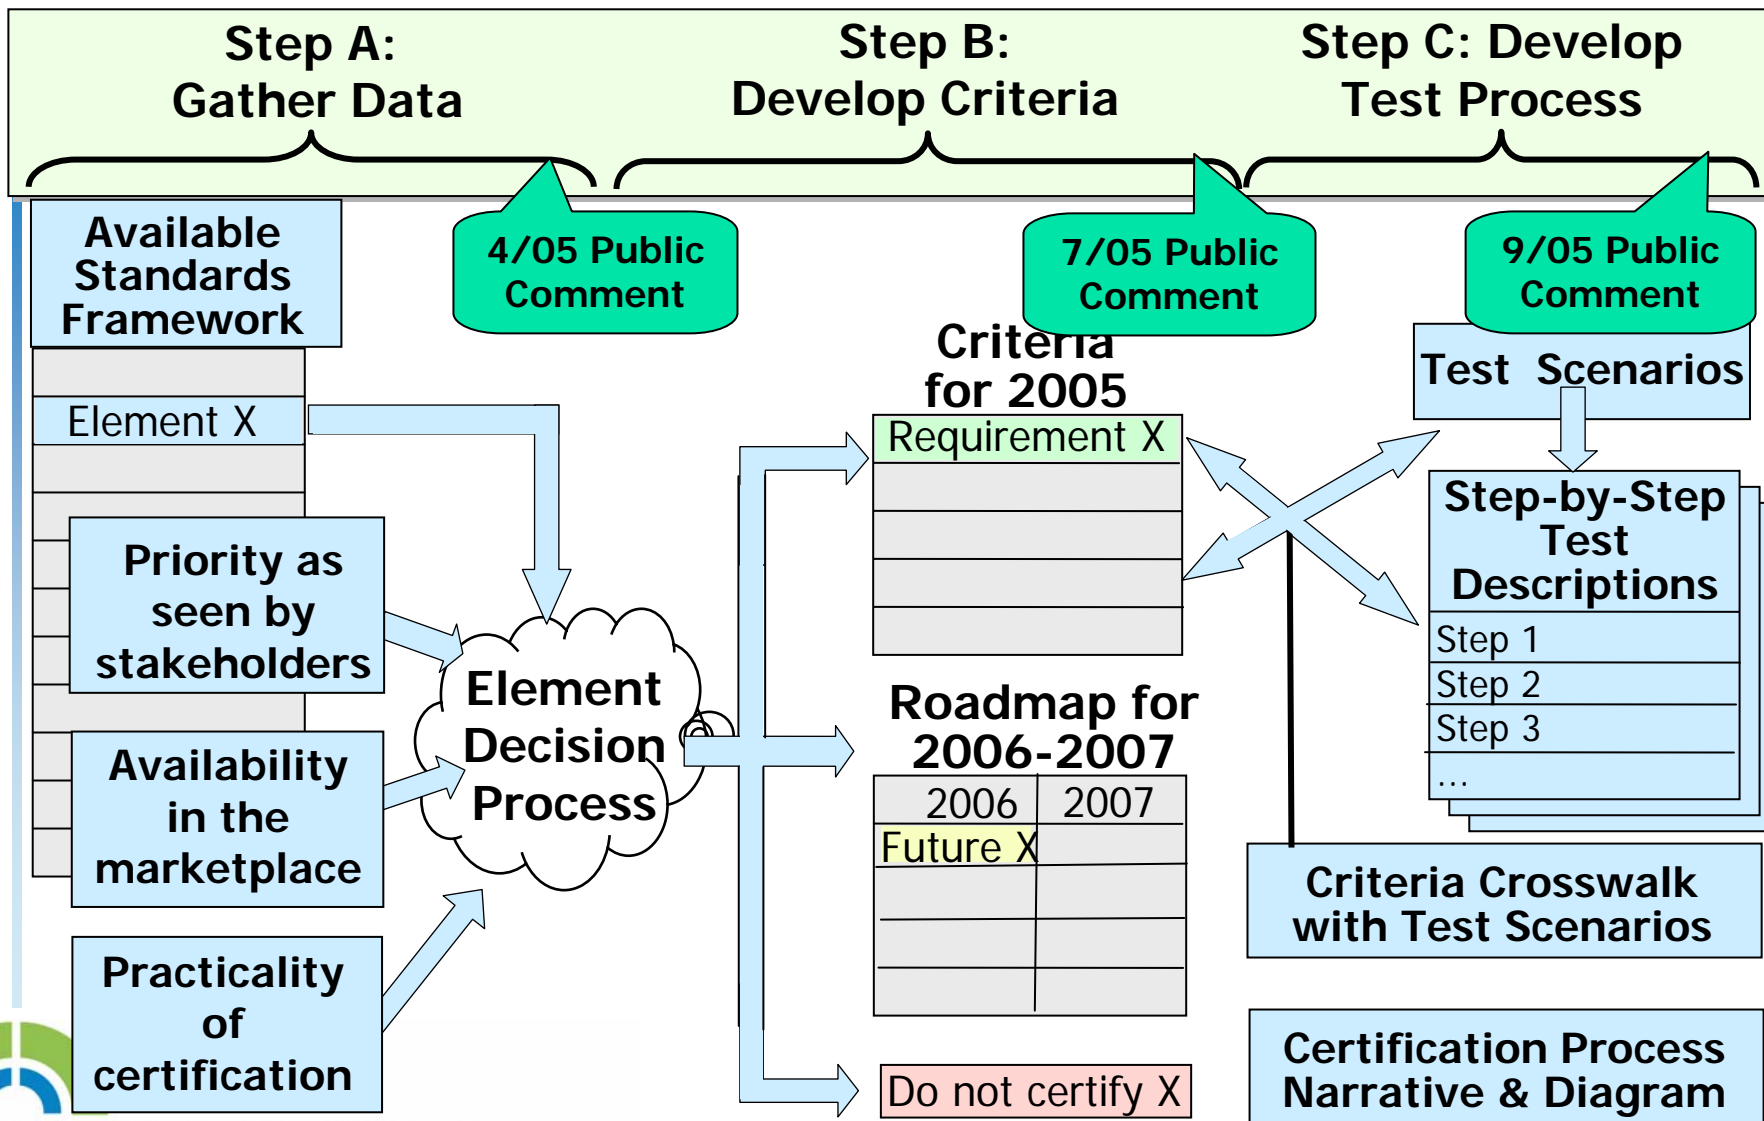 Step A:
Gather Data
Step B:
Develop Criteria
Step C: Develop
Test Process
4/05 Public
Comment
7/05 Public
Comment
9/05 Public
Comment
Available
Standards
Framework
Element X
Priority as
seen by
stakeholders
Availability
in the
marketplace
Practicality
of
certification
Element
Decision
Process
Criteria
for 2005
Requirement X
Roadmap for
2006-2007
2006 2007
Future X
Do not certify X
Test Scenarios
Step-by-Step
Test
Descriptions
Step 1
Step 2
Step 3
...
Criteria Crosswalk
with Test Scenarios
Certification Process
Narrative & Diagram